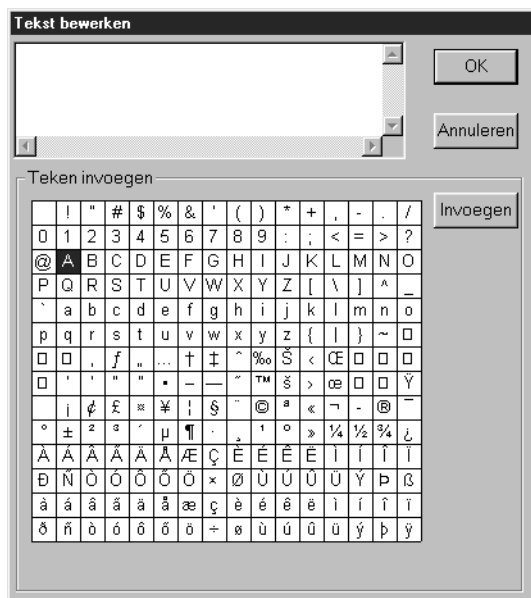 Tekst bewerken
OK
Annuleren
Teken invoegen
Invoegen
! " # $ % & ' ( ) * + , - . /
0 1 2 3 4 5 6 7 8 9 : ; < = > ?
@ A B C D E F G H I J K L M N O
P Q R S T U V W X Y Z [ \ ] ^ _
` a b c d e f g h i j k l m n o
p q r s t u v w x y z { | } ~ □
□ □ ‚ ƒ „ … † ‡ ˆ ‰ Š ‹ Œ □ □ □
□ ‘ ’ “ ” • – — ˜ ™ š › œ □ □ Ÿ
¡ ¢ £ ¤ ¥ ¦ § ¨ © ª « ¬ - ® ¯
° ± ² ³ ´ µ ¶ · ¸ ¹ º » ¼ ½ ¾ ¿
À Á Â Ã Ä Å Æ Ç È É Ê Ë Ì Í Î Ï
Ð Ñ Ò Ó Ô Õ Ö × Ø Ù Ú Û Ü Ý Þ ß
à á â ã ä å æ ç è é ê ë ì í î ï
ð ñ ò ó ô õ ö ÷ ø ù ú û ü ý þ ÿ